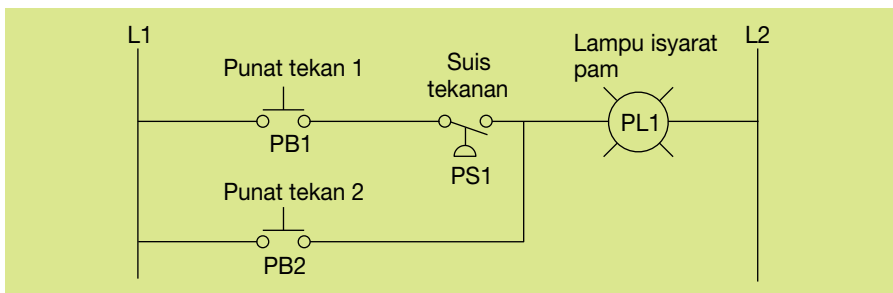 L1
L2
Punat tekan 1
Suis
tekanan
Lampu isyarat
pam
PB1
PS1
PL1
Punat tekan 2
PB2